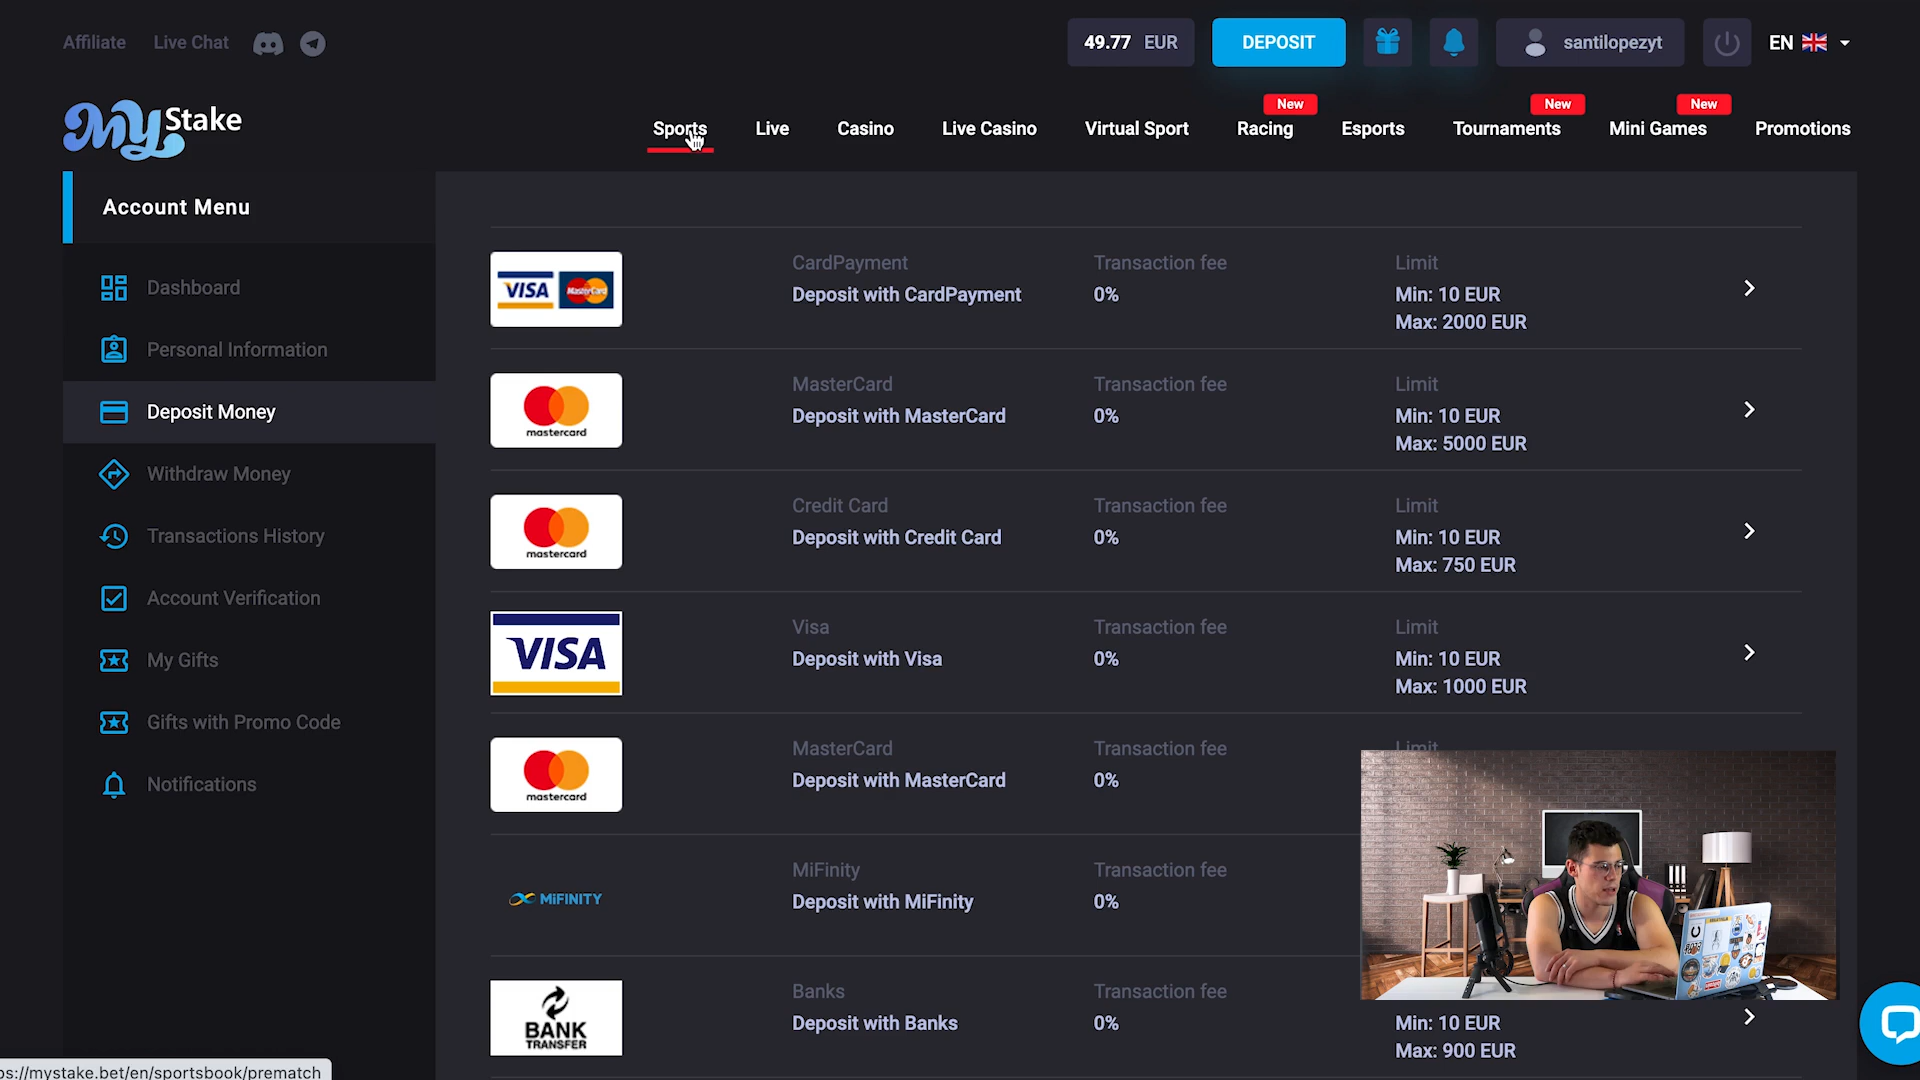 Affiliate
Live Chat
49.77 EUR
DEPOSIT
santilopezyt
EN
MyStake
New
New
New
Sports
Live
Casino
Live Casino
Virtual Sport
Racing
Esports
Tournaments
Mini Games
Promotions
Account Menu
Dashboard
Personal Information
Deposit Money
Withdraw Money
Transactions History
Account Verification
My Gifts
Gifts with Promo Code
Notifications
VISA
MasterCard
CardPayment
Deposit with CardPayment
Transaction fee
0%
Limit
Min: 10 EUR
Max: 2000 EUR
mastercard
MasterCard
Deposit with MasterCard
Transaction fee
0%
Limit
Min: 10 EUR
Max: 5000 EUR
mastercard
Credit Card
Deposit with Credit Card
Transaction fee
0%
Limit
Min: 10 EUR
Max: 750 EUR
VISA
Visa
Deposit with Visa
Transaction fee
0%
Limit
Min: 10 EUR
Max: 1000 EUR
mastercard
MasterCard
Deposit with MasterCard
Transaction fee
0%
Limit
MiFINITY
MiFinity
Deposit with MiFinity
Transaction fee
0%
BANK
TRANSFER
Banks
Deposit with Banks
Transaction fee
0%
Min: 10 EUR
Max: 900 EUR
ps://mystake.bet/en/sportsbook/prematch